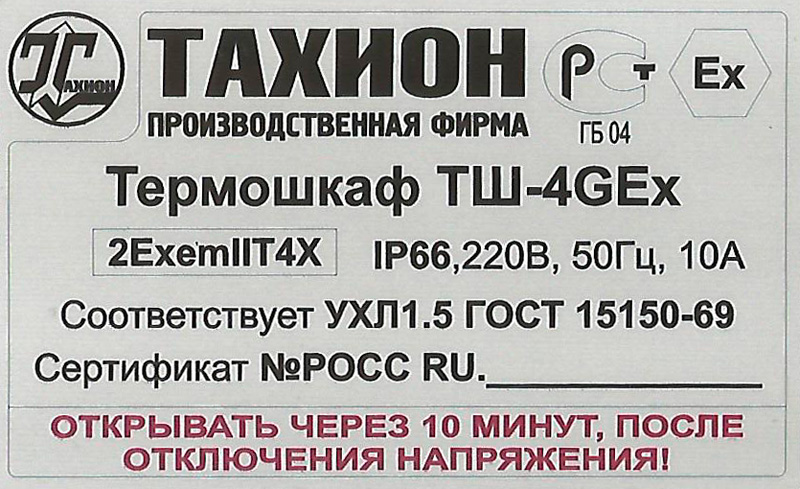 ТАХИОН
ТАХИОН
ПРОИЗВОДСТВЕННАЯ ФИРМА
РСТ
ГБ 04
Ex
Термошкаф ТШ-4GEx
2ExemIIT4X
IP66,220В, 50Гц, 10А
Соответствует УХЛ1.5 ГОСТ 15150-69
Сертификат №РОСС RU.
ОТКРЫВАТЬ ЧЕРЕЗ 10 МИНУТ, ПОСЛЕ
ОТКЛЮЧЕНИЯ НАПРЯЖЕНИЯ!